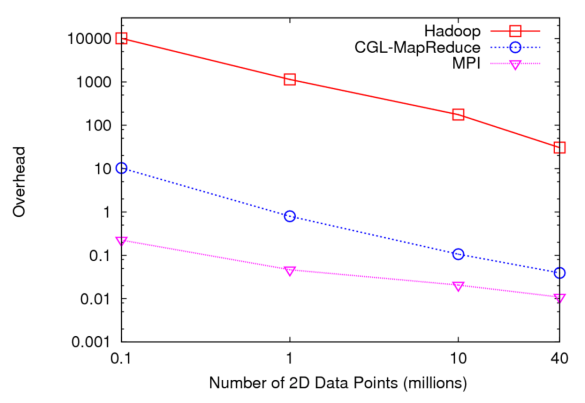 Hadoop
CGL-MapReduce
MPI
10000
1000
100
10
1
0.1
0.01
0.001
Overhead
0.1 1 10 40
Number of 2D Data Points (millions)